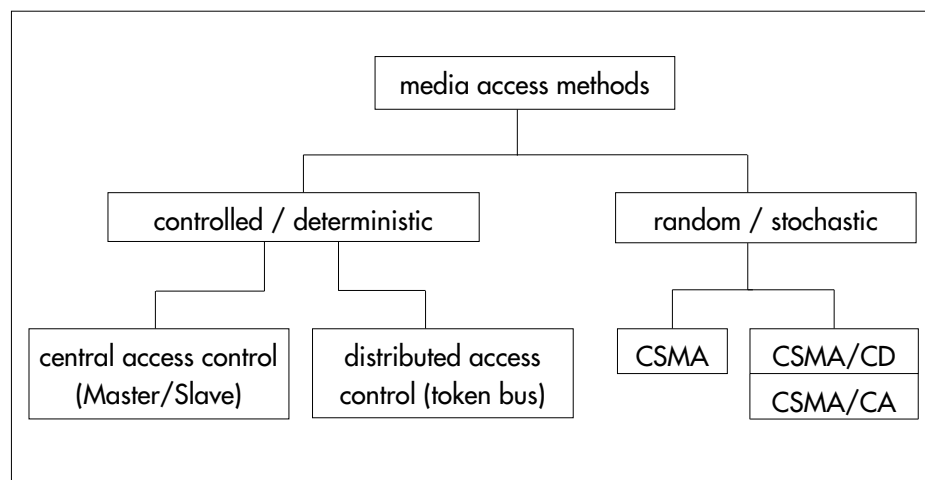 media access methods
controlled / deterministic
random / stochastic
central access control
(Master/Slave)
distributed access
control (token bus)
CSMA
CSMA/CD
CSMA/CA